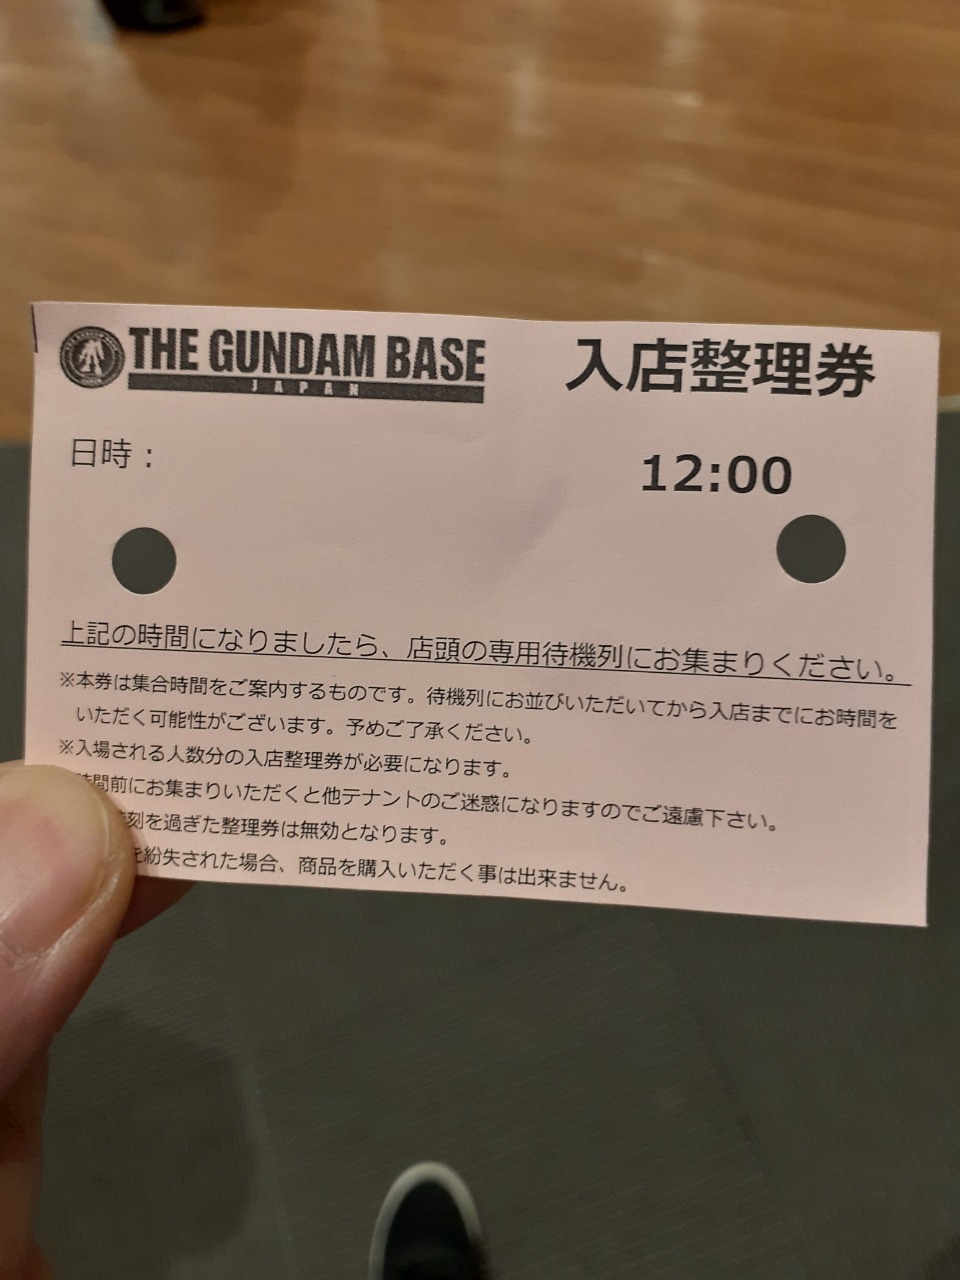 THE GUNDAM BASE
JAPAN
入店整理券
日時：
12:00
上記の時間になりましたら、店頭の専用待機列にお集まりください。
※本券は集合時間をご案内するものです。待機列にお並びいただいてから入店までにお時間を
いただく可能性がございます。予めご了承ください。
※入場される人数分の入店整理券が必要になります。
時間前にお集まりいただくと他テナントのご迷惑になりますのでご遠慮下さい。
刻を過ぎた整理券は無効となります。
を紛失された場合、商品を購入いただく事は出来ません。